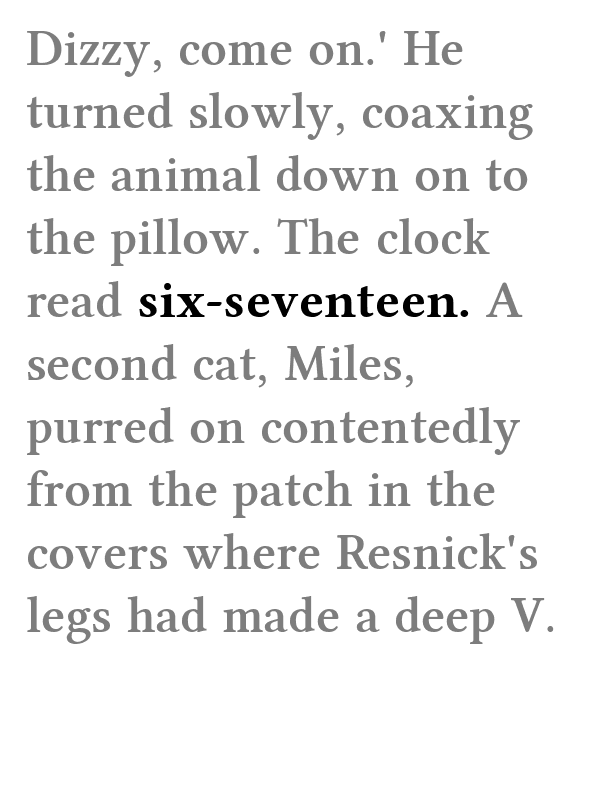 Dizzy, come on.' He
turned slowly, coaxing
the animal down on to
the pillow. The clock
read six-seventeen. A
second cat, Miles,
purred on contentedly
from the patch in the
covers where Resnick's
legs had made a deep V.